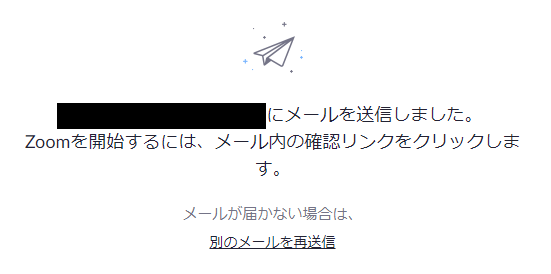 にメールを送信しました。
Zoomを開始するには、メール内の確認リンクをクリックしま
す。
メールが届かない場合は、
別のメールを再送信